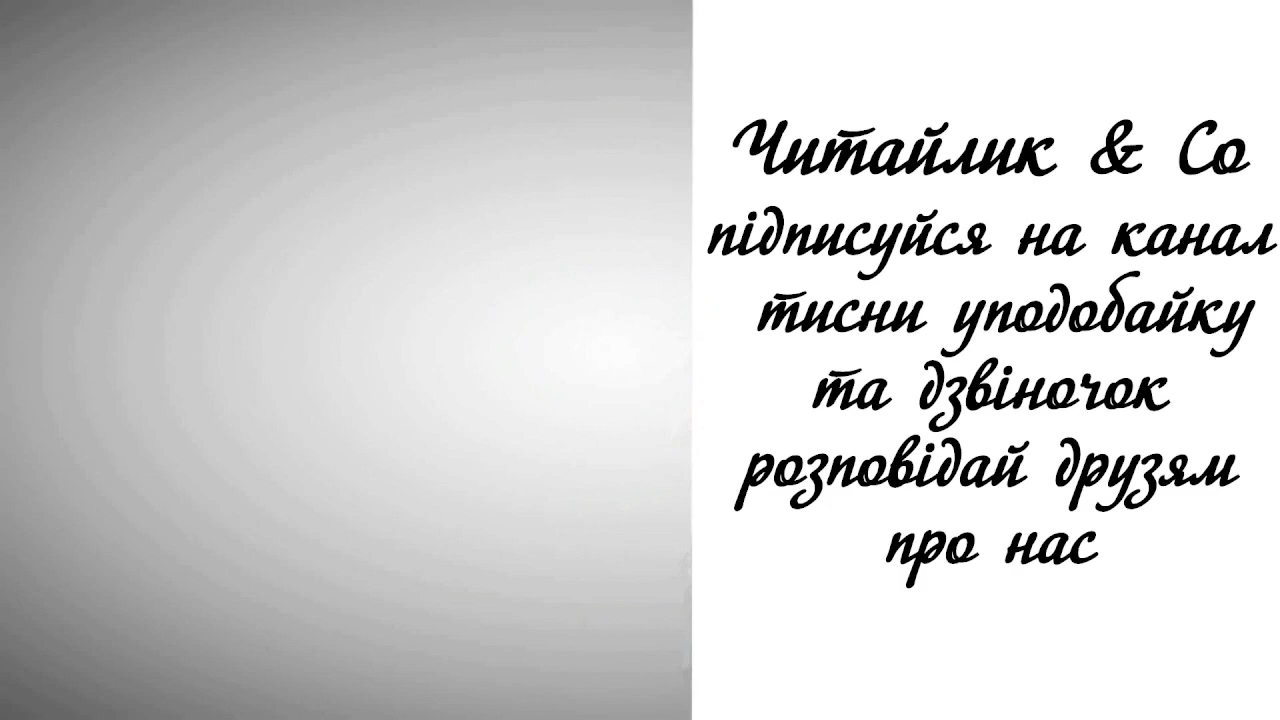 Читайлик & Co
підписуйся на канал
тисни уподобайку
та дзвіночок
розповідай друзям
про нас